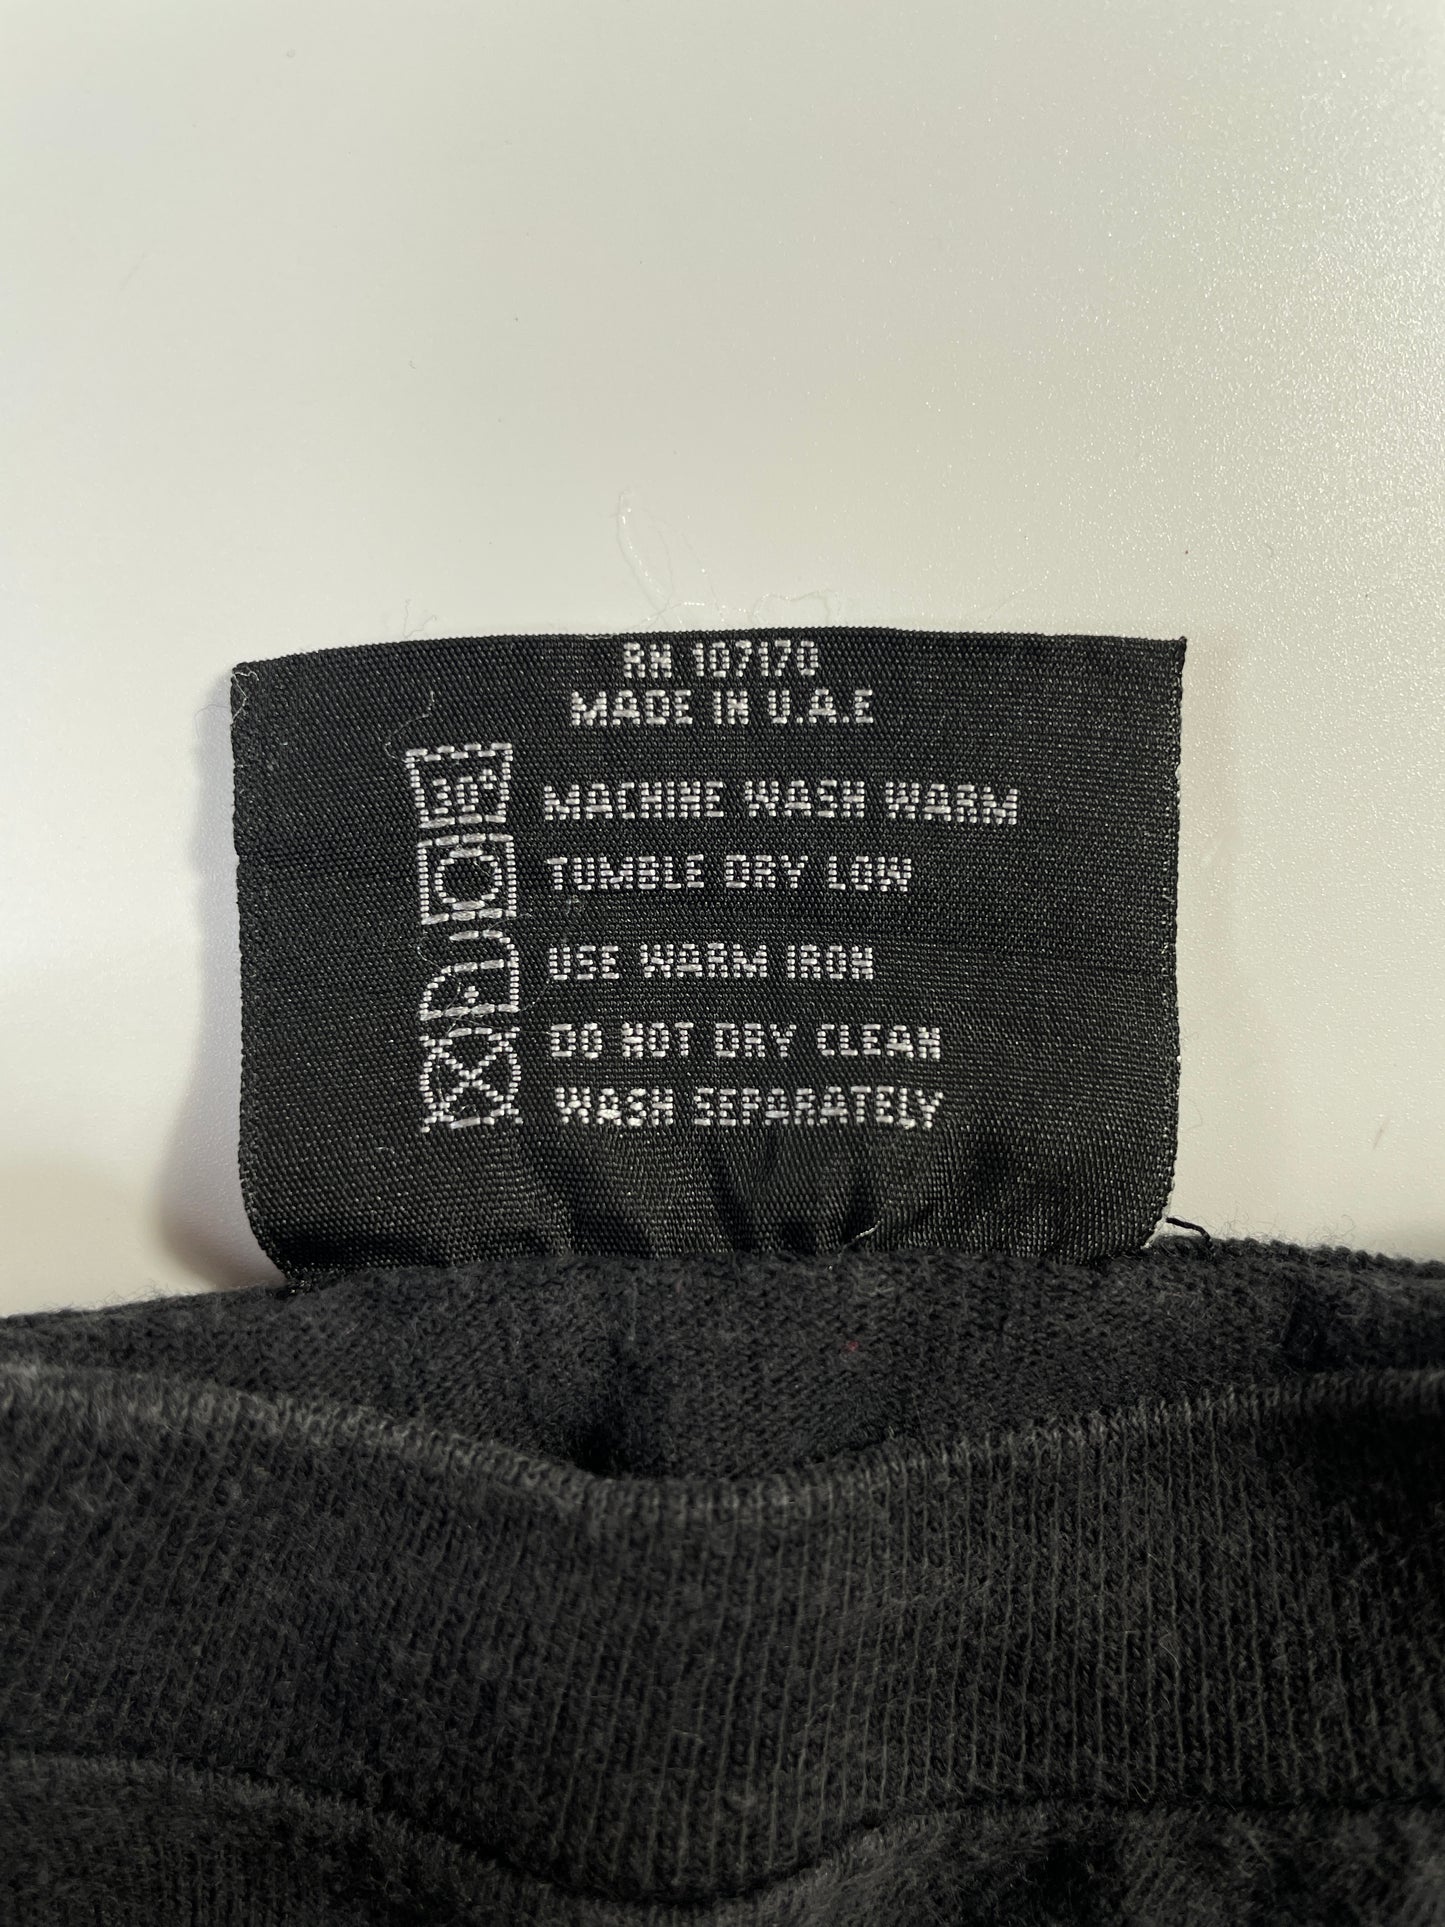 RN 107170
MADE IN U.A.E
30°
MACHINE WASH WARM
TUMBLE DRY LOW
USE WARM IRON
DO NOT DRY CLEAN
WASH SEPARATELY